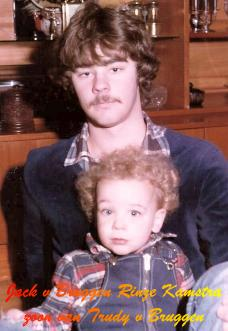 Jack v Bruggen Rinze Kamstra
zoon van Trudy v Bruggen